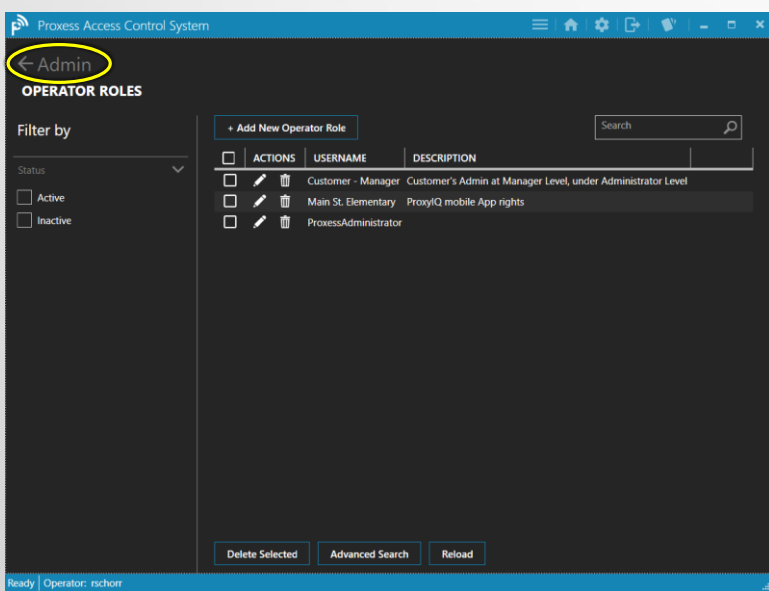 Proxess Access Control System
Admin
OPERATOR ROLES
Filter by
Status
Active
Inactive
+ Add New Operator Role
Search
ACTIONS USERNAME DESCRIPTION
Customer - Manager Customer's Admin at Manager Level, under Administrator Level
Main St. Elementary ProxyIQ mobile App rights
ProxessAdministrator
Delete Selected Advanced Search Reload
Ready Operator: rschorr